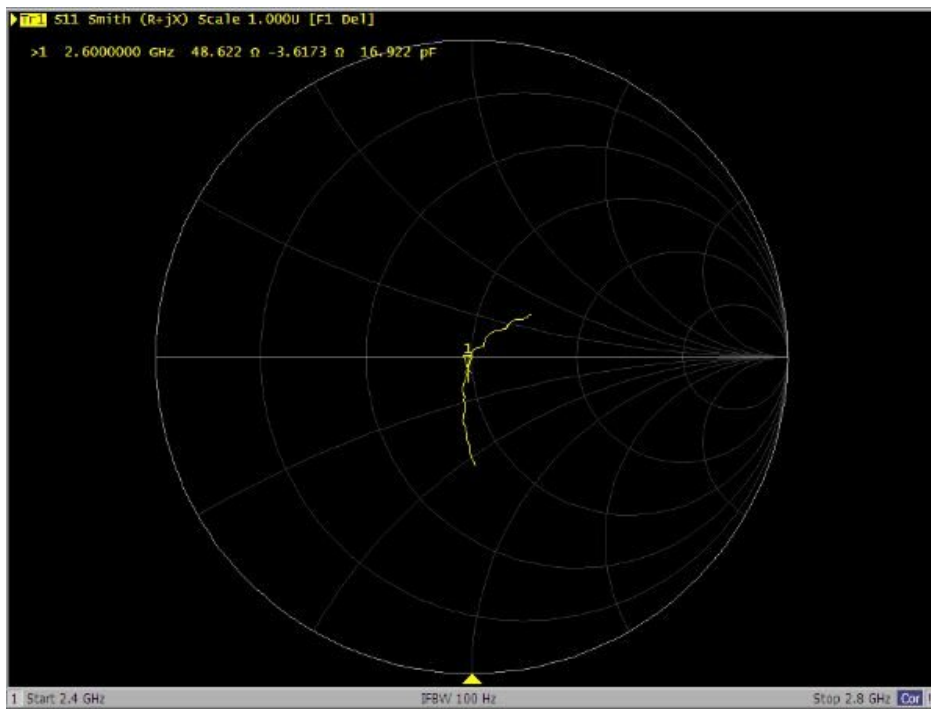 Tr1 S11 Smith (R+jX) Scale 1.000U [F1 Del]
>1 2.6000000 GHz 48.622 Ω -3.6173 Ω 16.922 pF
1
1 Start 2.4 GHz IFBW 100 Hz Stop 2.8 GHz Cor